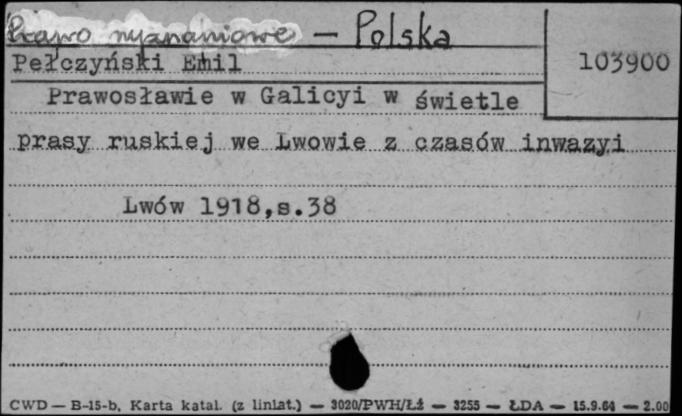 Prawo wyznaniowe – Polska
Pełczyński Emil
103900
Prawosławie w Galicyi w świetle
prasy ruskiej we Lwowie z czasów inwazyi
Lwów 1918,s.38
CWD — B-15-b, Karta katal. (z liniat.) — 3020/PWH/Łź — 3255 — ŁDA — 15.9.64 — 2.00